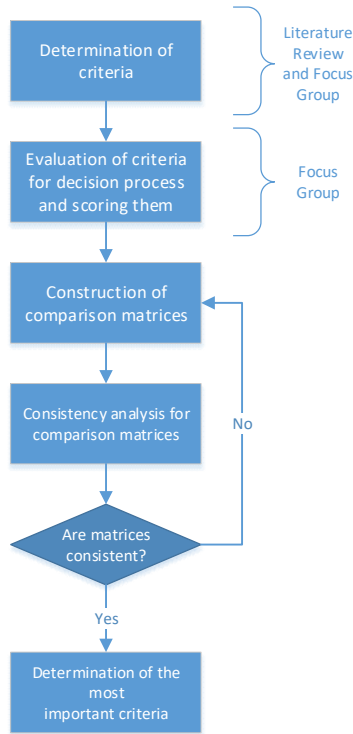 Determination of
criteria
Literature
Review
and Focus
Group
Evaluation of criteria
for decision process
and scoring them
Focus
Group
Construction of
comparison matrices
Consistency analysis for
comparison matrices
No
Are matrices
consistent?
Yes
Determination of the
most
important criteria